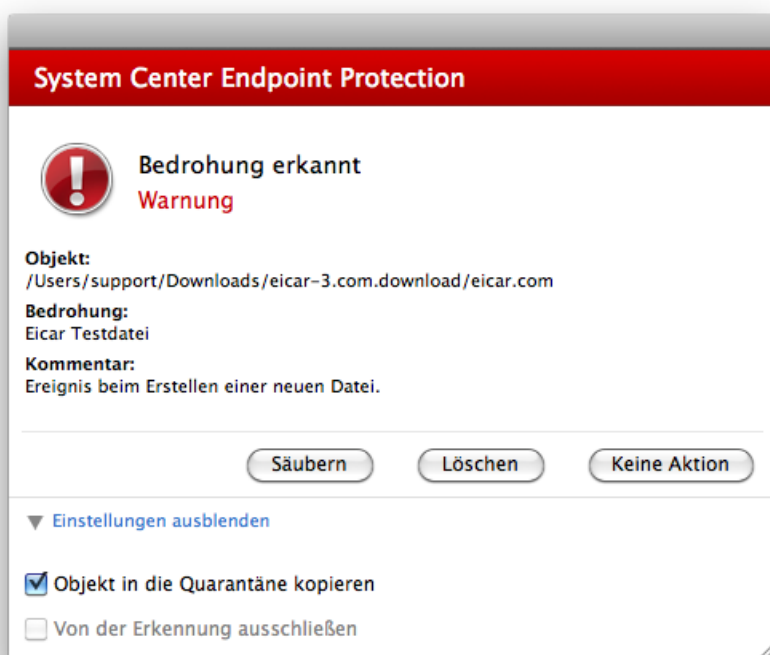 System Center Endpoint Protection
Bedrohung erkannt
Warnung
Objekt:
/Users/support/Downloads/eicar-3.com.download/eicar.com
Bedrohung:
Eicar Testdatei
Kommentar:
Ereignis beim Erstellen einer neuen Datei.
Säubern Löschen Keine Aktion
Einstellungen ausblenden
Objekt in die Quarantäne kopieren
Von der Erkennung ausschließen